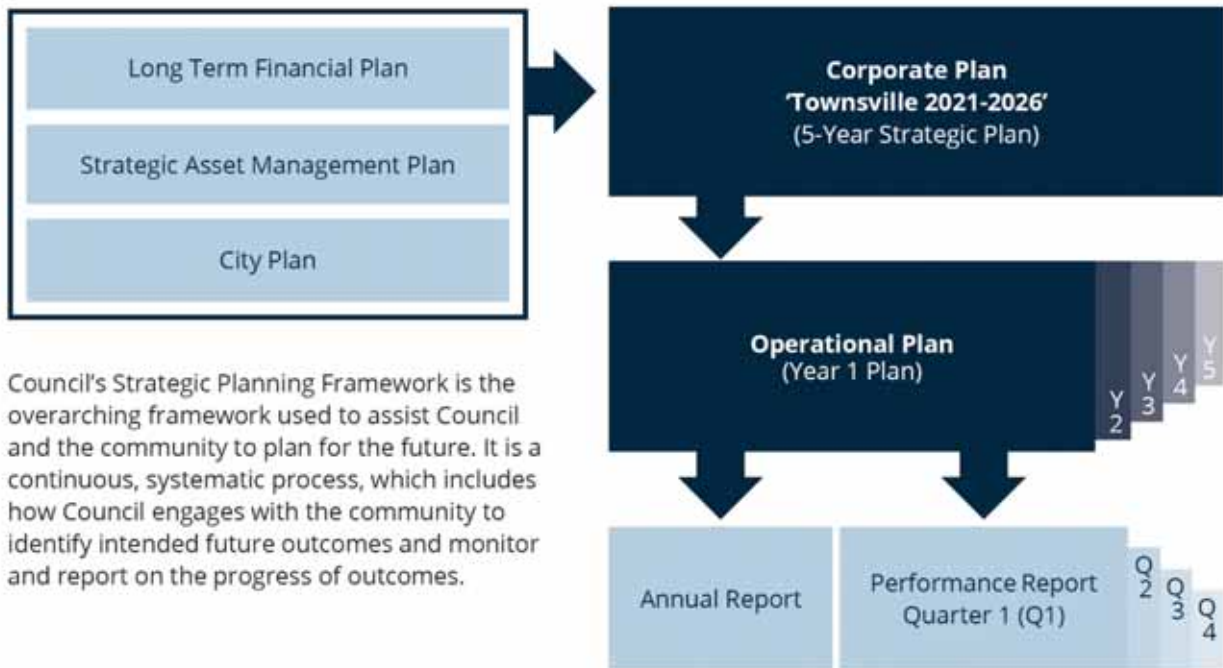 Long Term Financial Plan
Strategic Asset Management Plan
City Plan
Council's Strategic Planning Framework is the
overarching framework used to assist Council
and the community to plan for the future. It is a
continuous, systematic process, which includes
how Council engages with the community to
identify intended future outcomes and monitor
and report on the progress of outcomes.
Corporate Plan
'Townsville 2021-2026'
(5-Year Strategic Plan)
Operational Plan
(Year 1 Plan)
Y
2
Y
3
Y
4
Y
5
Annual Report
Performance Report
Quarter 1 (Q1)
Q
2
Q
3
Q
4